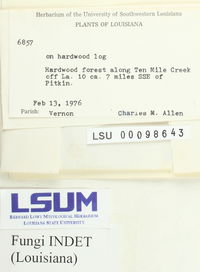 Herbarium of the University of Southwestern Louisiana
PLANTS OF LOUISIANA
6857
on hardwood log
Hardwood forest along Ten Mile Creek
off La. 10 ca. 7 miles SSE of
Pitkin.
Feb 13, 1976
Parish: Vernon Charles M. Allen
LSU 00098643
LSUM
Bernard Lowy Mycological Herbarium
Louisiana State University
Fungi INDET
(Louisiana)